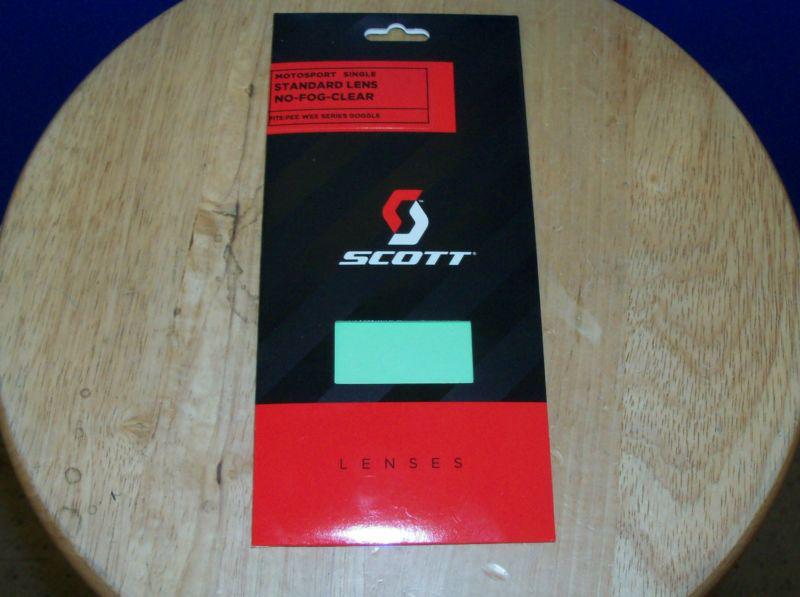 MOTOSPORT SINGLE
STANDARD LENS
NO-FOG-CLEAR
FITS:PEE WEE SERIES GOGGLE
SCOTT
LENSES